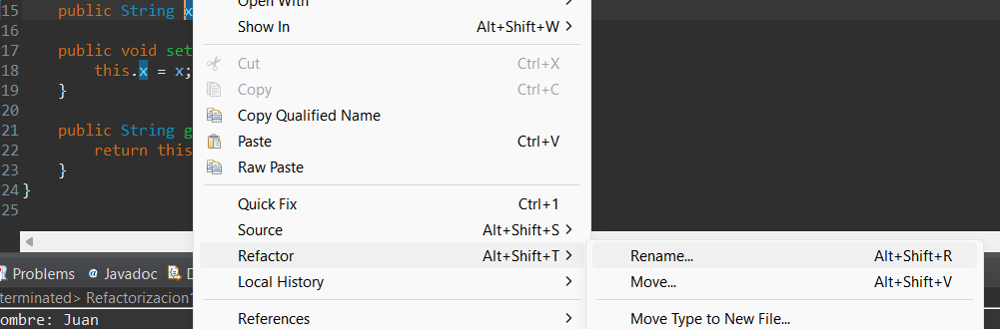 15 public String x
Open With
Show In Alt+Shift+W >
16
17 public void set
18 this.x = x;
19 }
20
21 public String g
22 return this
23 }
24 }
25
Cut Ctrl+X
Copy Ctrl+C
Copy Qualified Name
Paste Ctrl+V
Raw Paste
Quick Fix Ctrl+1
Source Alt+Shift+S >
Refactor Alt+Shift+T >
Local History >
References >
Rename... Alt+Shift+R
Move... Alt+Shift+V
Move Type to New File...
Problems @ Javadoc D
terminated> Refactorizacion
ombre: Juan